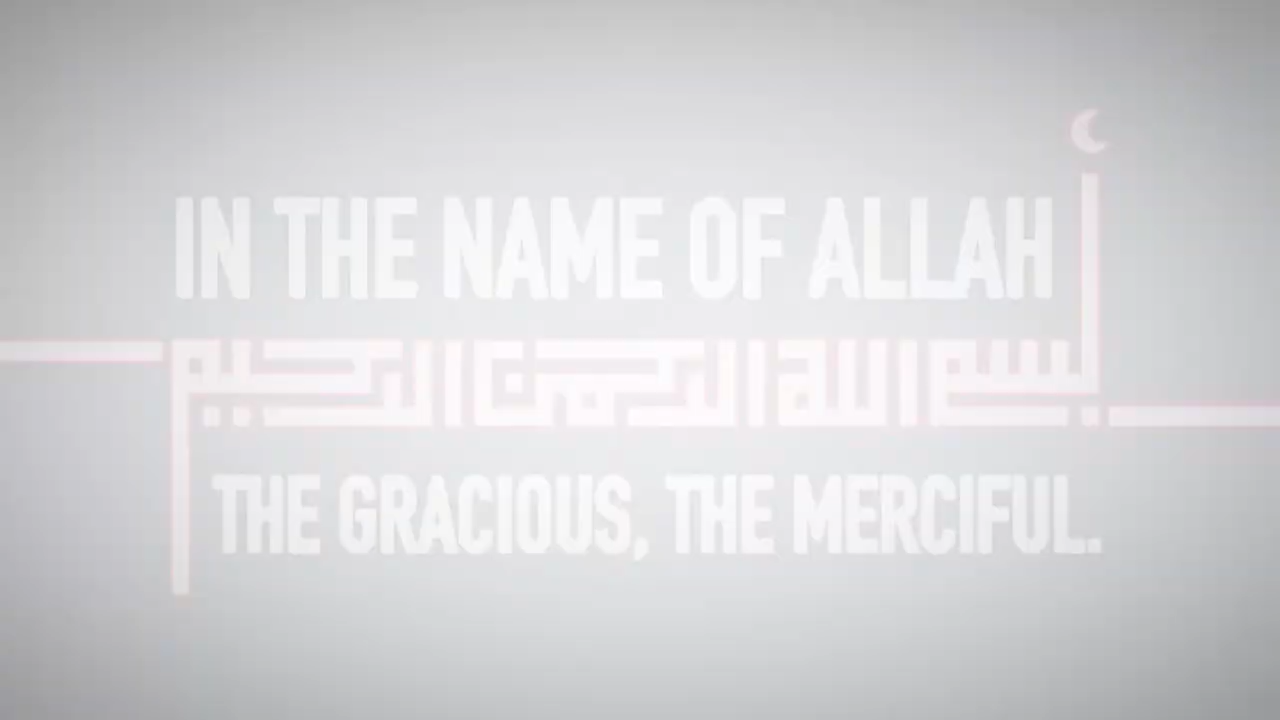 IN THE NAME OF ALLAH
بسم الله الرحمن الرحيم
THE GRACIOUS, THE MERCIFUL.